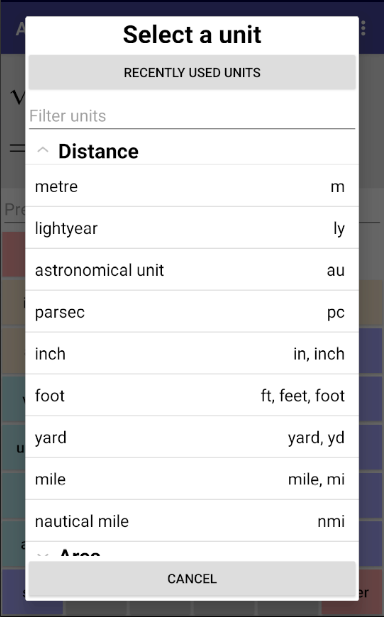 Select a unit
RECENTLY USED UNITS
Filter units
Distance
metre m
lightyear ly
astronomical unit au
parsec pc
inch in, inch
foot ft, feet, foot
yard yard, yd
mile mile, mi
nautical mile nmi
Area
CANCEL